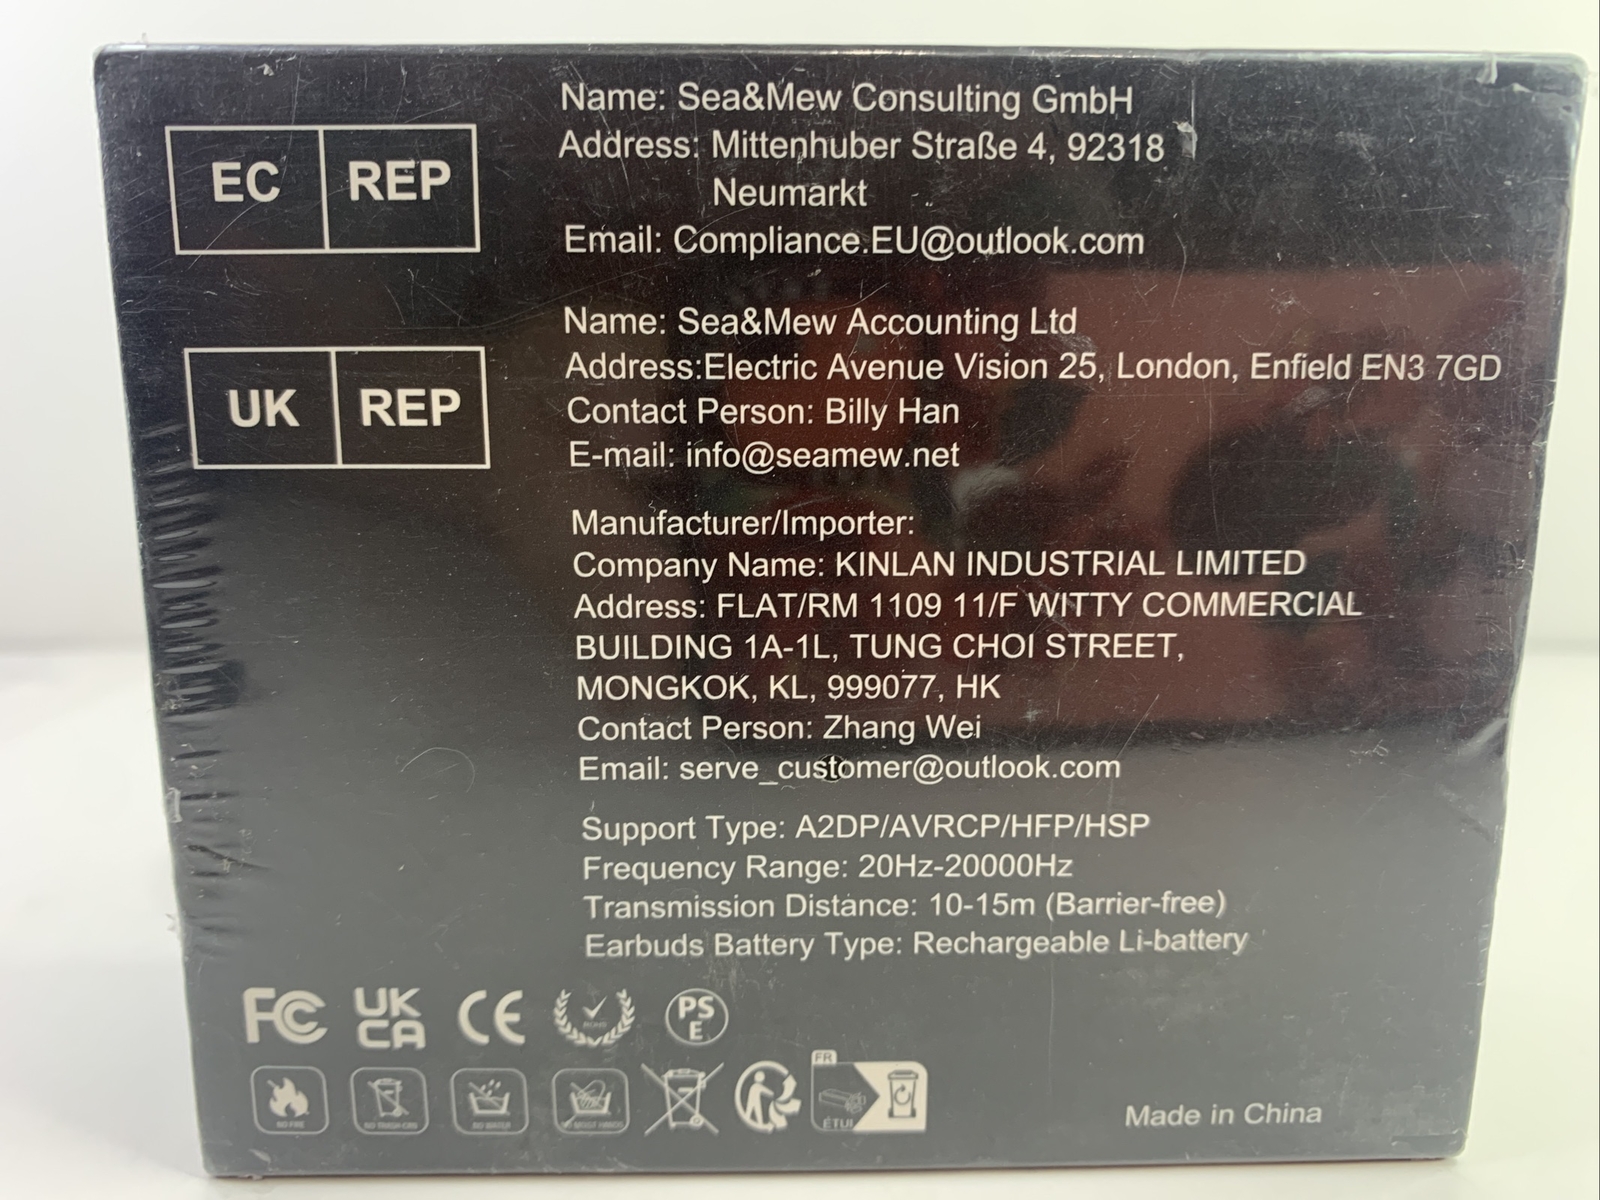 EC REP
Name: Sea&Mew Consulting GmbH
Address: Mittenhuber Straße 4, 92318
Neumarkt
Email: Compliance.EU@outlook.com
UK REP
Name: Sea&Mew Accounting Ltd
Address:Electric Avenue Vision 25, London, Enfield EN3 7GD
Contact Person: Billy Han
E-mail: info@seamew.net
Manufacturer/Importer:
Company Name: KINLAN INDUSTRIAL LIMITED
Address: FLAT/RM 1109 11/F WITTY COMMERCIAL
BUILDING 1A-1L, TUNG CHOI STREET,
MONGKOK, KL, 999077, HK
Contact Person: Zhang Wei
Email: serve_customer@outlook.com
Support Type: A2DP/AVRCP/HFP/HSP
Frequency Range: 20Hz-20000Hz
Transmission Distance: 10-15m (Barrier-free)
Earbuds Battery Type: Rechargeable Li-battery
FC UK CA CE PS E
FR
ÉTUI
NO FIRE
Made in China